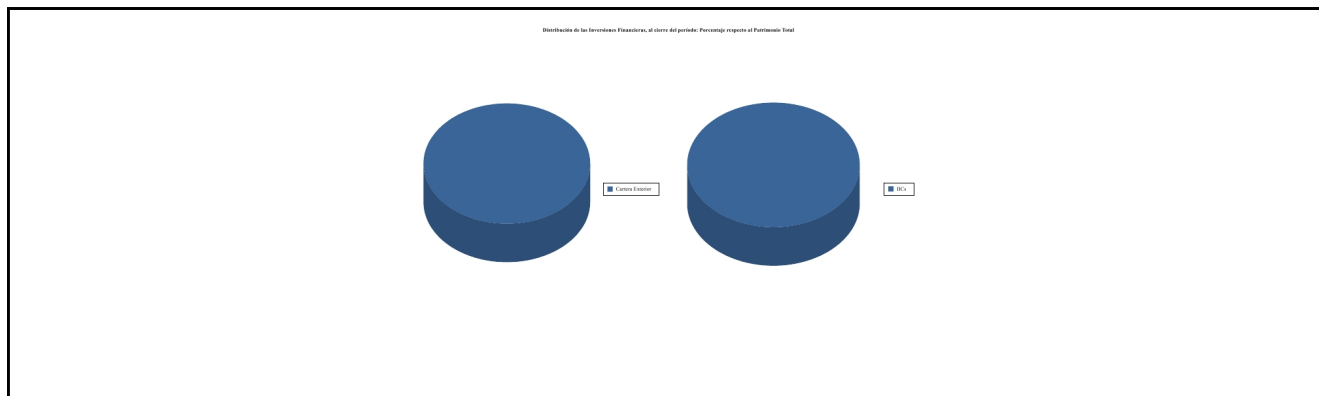 Distribución de las Inversiones Financieras, al cierre del período: Porcentaje respecto al Patrimonio Total
Cartera Exterior
IICs